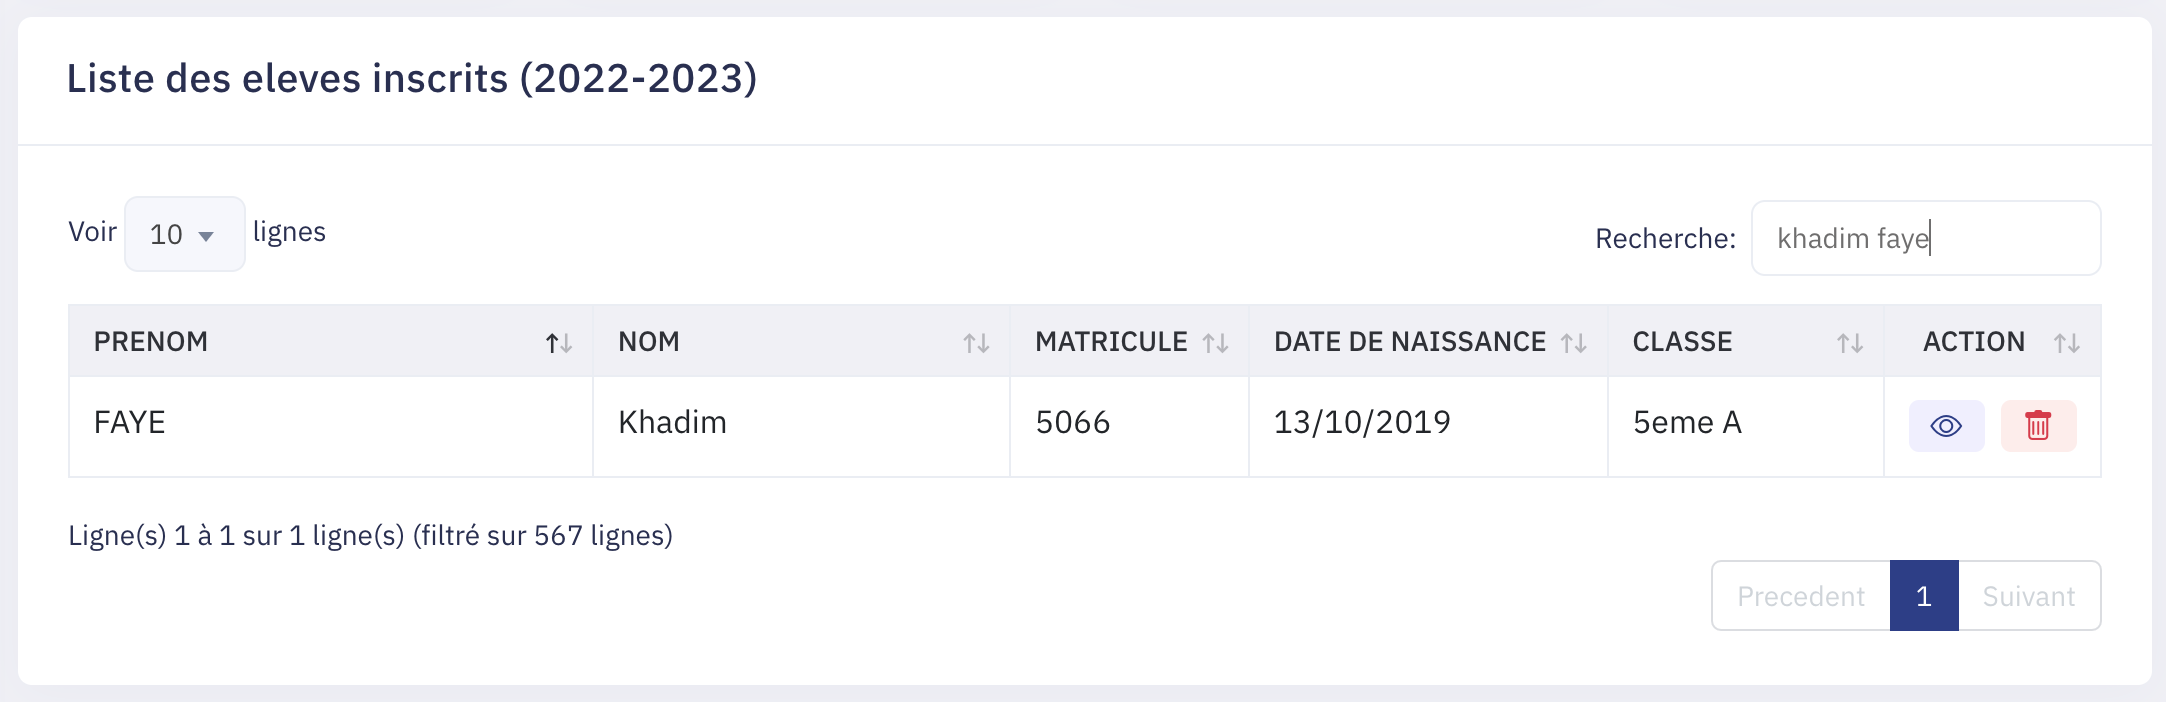 Liste des eleves inscrits (2022-2023)
Voir 10 lignes Recherche: khadim faye
PRENOM NOM MATRICULE DATE DE NAISSANCE CLASSE ACTION
FAYE Khadim 5066 13/10/2019 5eme A
Ligne(s) 1 à 1 sur 1 ligne(s) (filtré sur 567 lignes)
Precedent 1 Suivant